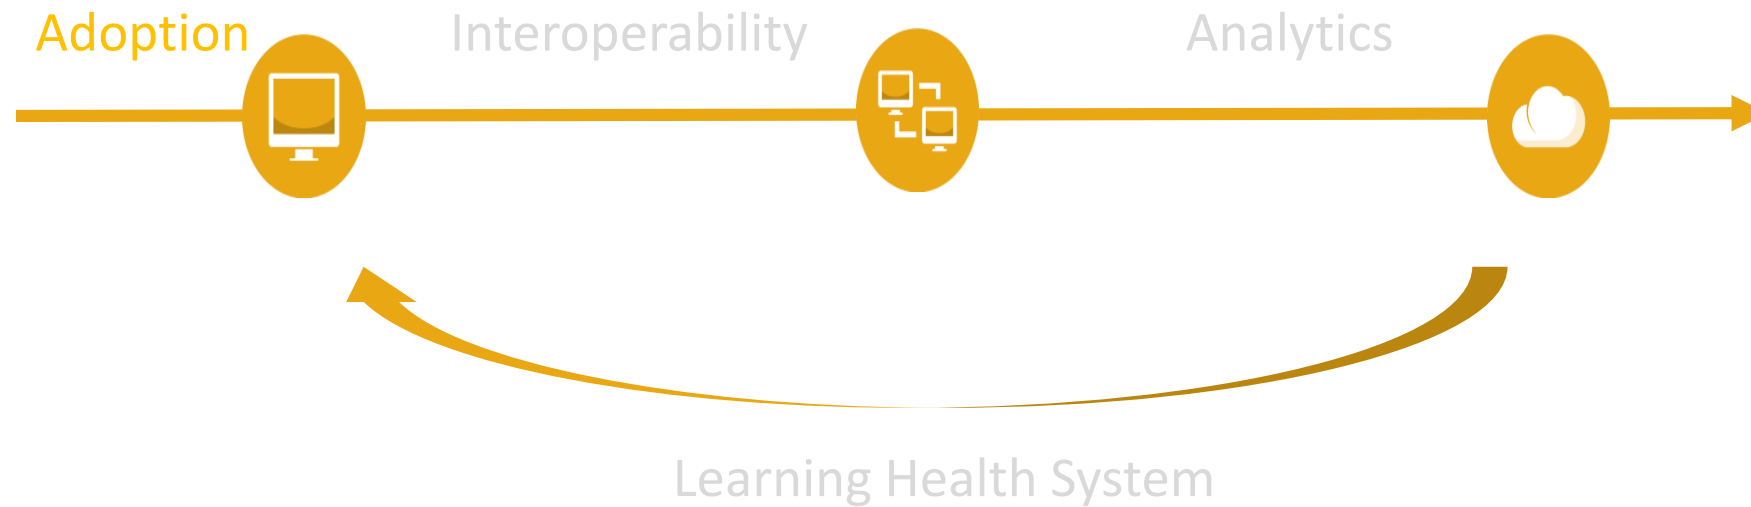 Adoption
Interoperability
Analytics
Learning Health System